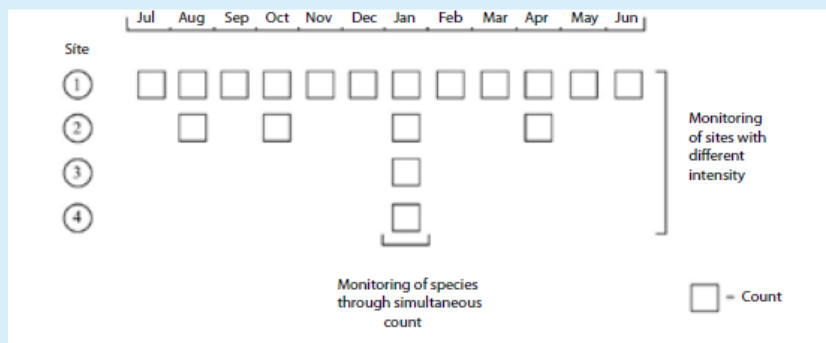 Jul Aug Sep Oct Nov Dec Jan Feb Mar Apr May Jun
Site
1
2
3
4
Monitoring
of sites with
different
intensity
Monitoring of species
through simultaneous
count
= Count